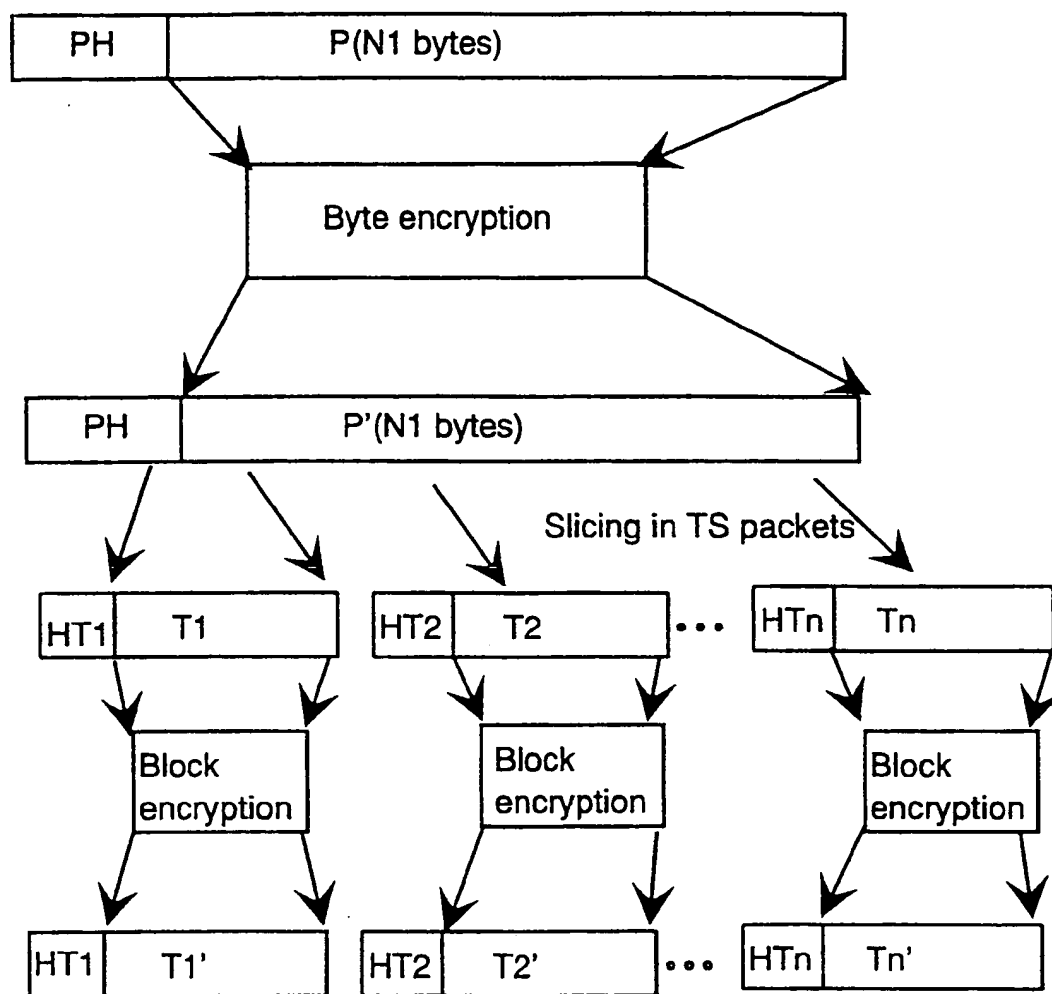 PH P(N1 bytes)
Byte encryption
PH P'(N1 bytes)
Slicing in TS packets
HT1 T1 HT2 T2 ••• HTn Tn
Block
encryption
Block
encryption
Block
encryption
HT1 T1' HT2 T2' ••• HTn Tn'